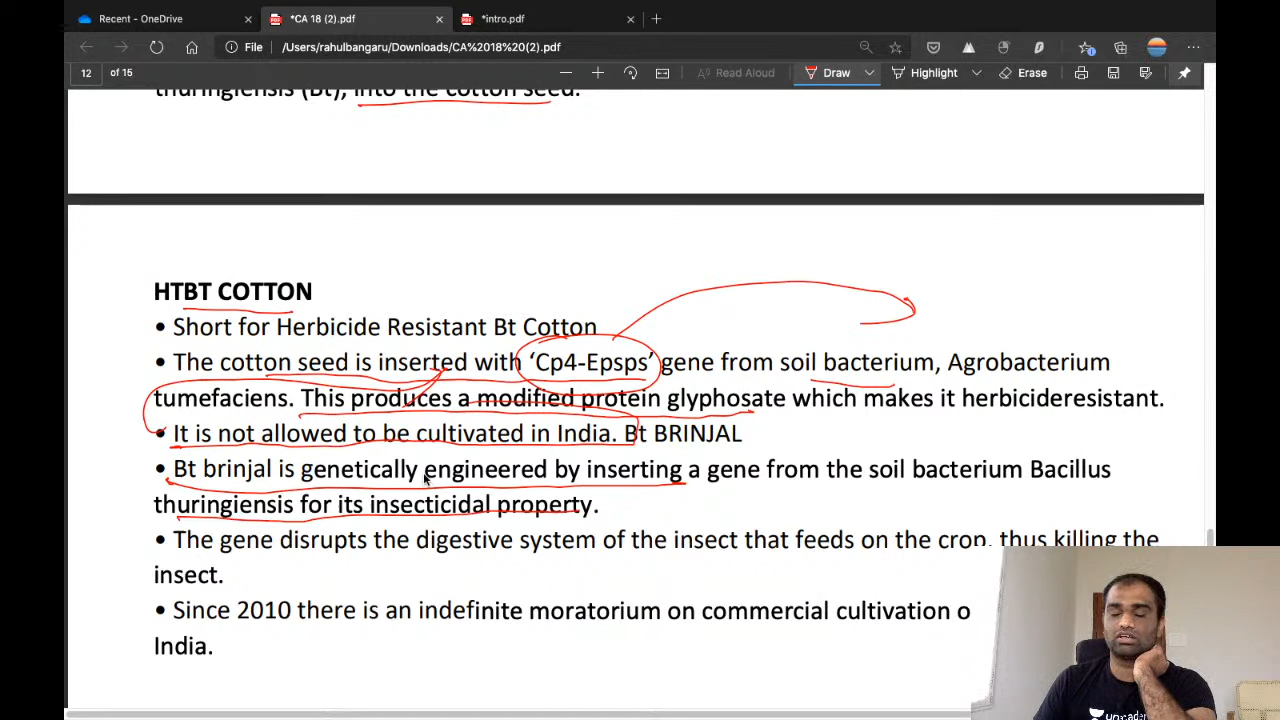 Recent - OneDrive
*CA 18 (2).pdf
*intro.pdf
File /Users/rahulbangaru/Downloads/CA%2018%20(2).pdf
12 of 15 Read Aloud Draw Highlight Erase
thuringiensis (Bt), into the cotton seed.
HTBT COTTON
• Short for Herbicide Resistant Bt Cotton
• The cotton seed is inserted with ‘Cp4-Epsps’ gene from soil bacterium, Agrobacterium
tumefaciens. This produces a modified protein glyphosate which makes it herbicideresistant.
• It is not allowed to be cultivated in India. Bt BRINJAL
• Bt brinjal is genetically engineered by inserting a gene from the soil bacterium Bacillus
thuringiensis for its insecticidal property.
• The gene disrupts the digestive system of the insect that feeds on the crop, thus killing the
insect.
• Since 2010 there is an indefinite moratorium on commercial cultivation o
India.